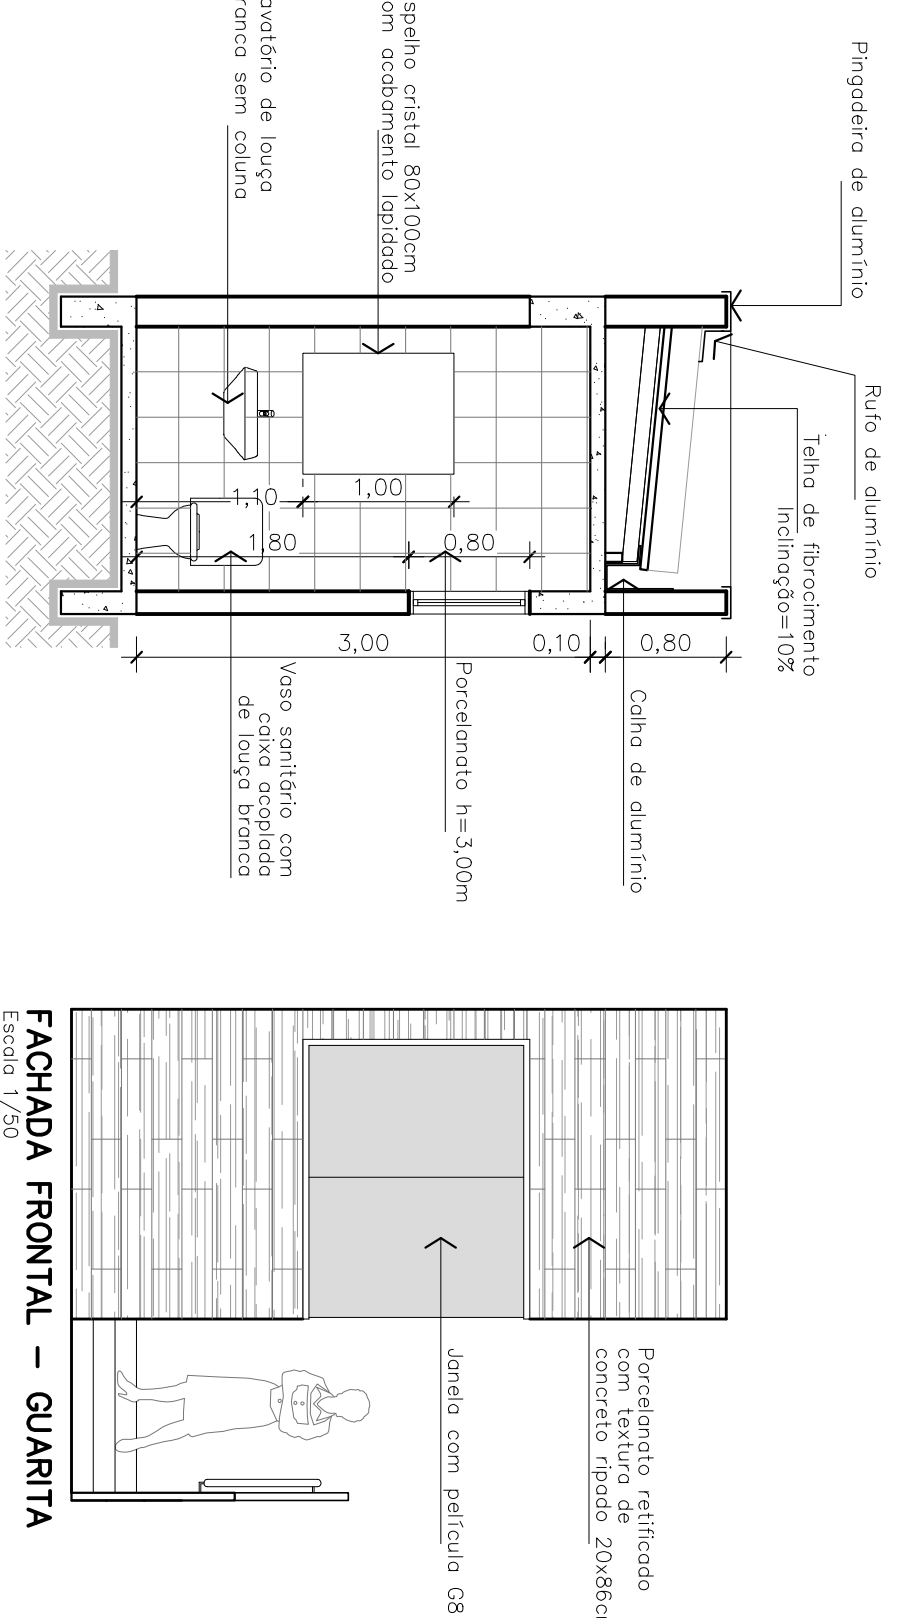 Pingadeira de alumínio
Rufo de alumínio
Telha de fibrocimento
Inclinação=10%
Calha de alumínio
spelho cristal 80x100cm
om acabamento lapidado
Porcelanato h=3,00m
avatório de louça
ranca sem coluna
Vaso sanitário com
caixa acoplada
de louça branca
1,10
1,00
1,80
0,80
3,00
0,10
0,80
Porcelanato retificado
com textura de
concreto ripado 20x86c
Janela com película G8
FACHADA FRONTAL – GUARITA
Escala 1/50